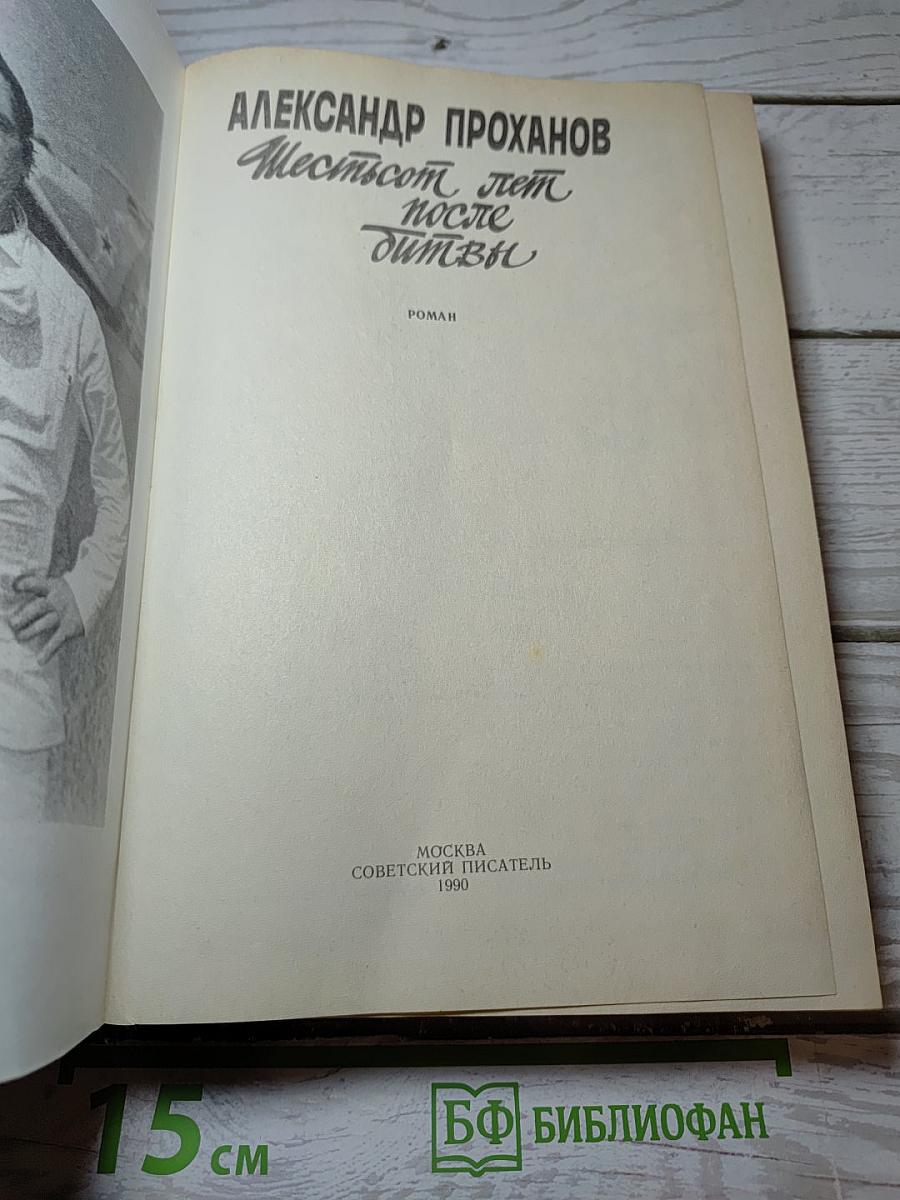 АЛЕКСАНДР ПРОХАНОВ
Шестьсот лет
после
битвы
РОМАН
МОСКВА
СОВЕТСКИЙ ПИСАТЕЛЬ
1990
15 см
БФ БИБЛИОФАН